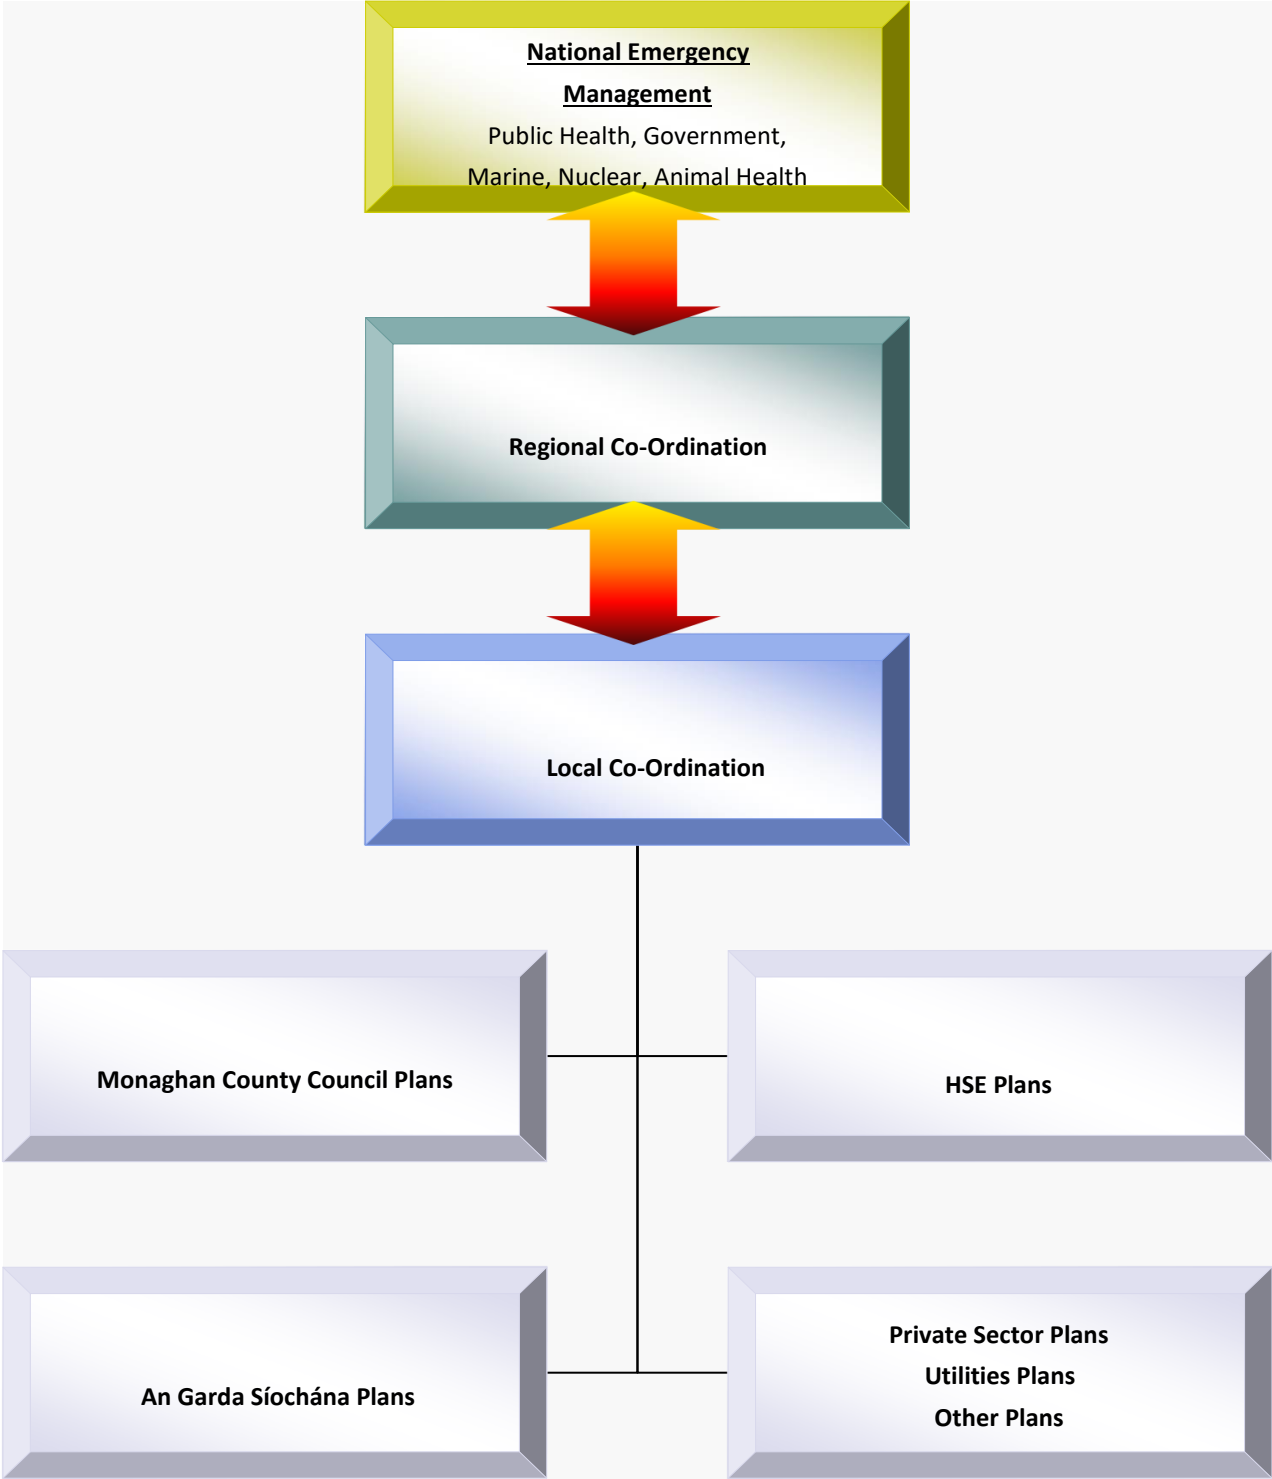 National Emergency
Management
Public Health, Government,
Marine, Nuclear, Animal Health
Regional Co-Ordination
Local Co-Ordination
Monaghan County Council Plans
HSE Plans
An Garda Síochána Plans
Private Sector Plans
Utilities Plans
Other Plans